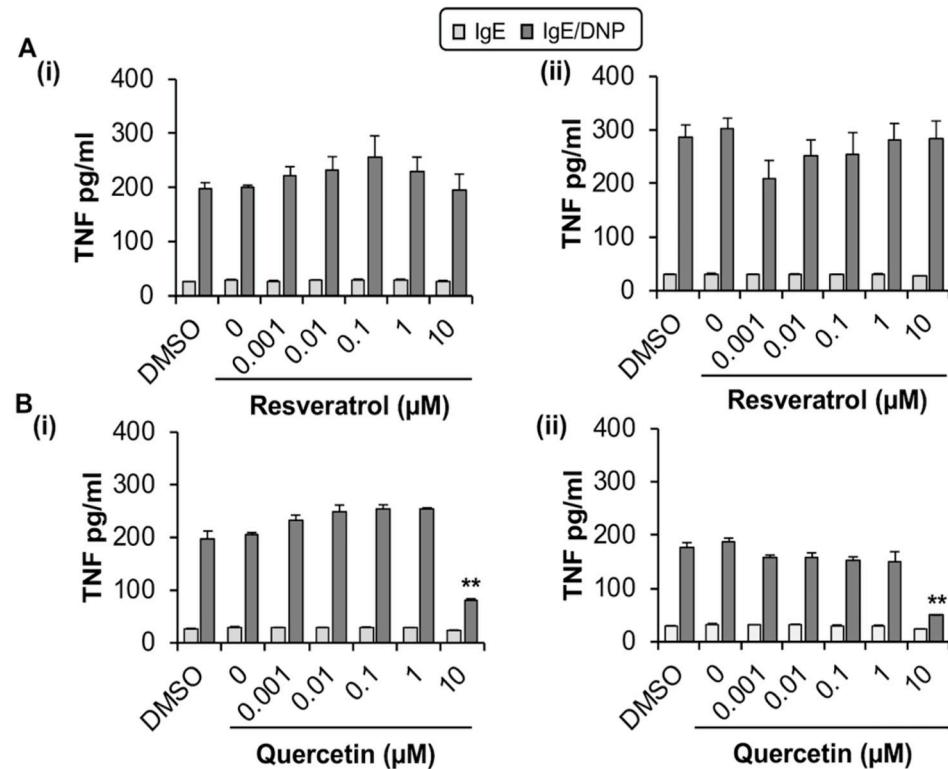 IgE IgE/DNP
A
(i)
400
300
200
100
0
TNF pg/ml
DMSO 0 0.001 0.01 0.1 1 10
Resveratrol (µM)
(ii)
400
300
200
100
0
TNF pg/ml
DMSO 0 0.001 0.01 0.1 1 10
Resveratrol (µM)
B
(i)
400
300
200
100
0
TNF pg/ml
**
DMSO 0 0.001 0.01 0.1 1 10
Quercetin (µM)
(ii)
400
300
200
100
0
TNF pg/ml
**
DMSO 0 0.001 0.01 0.1 1 10
Quercetin (µM)